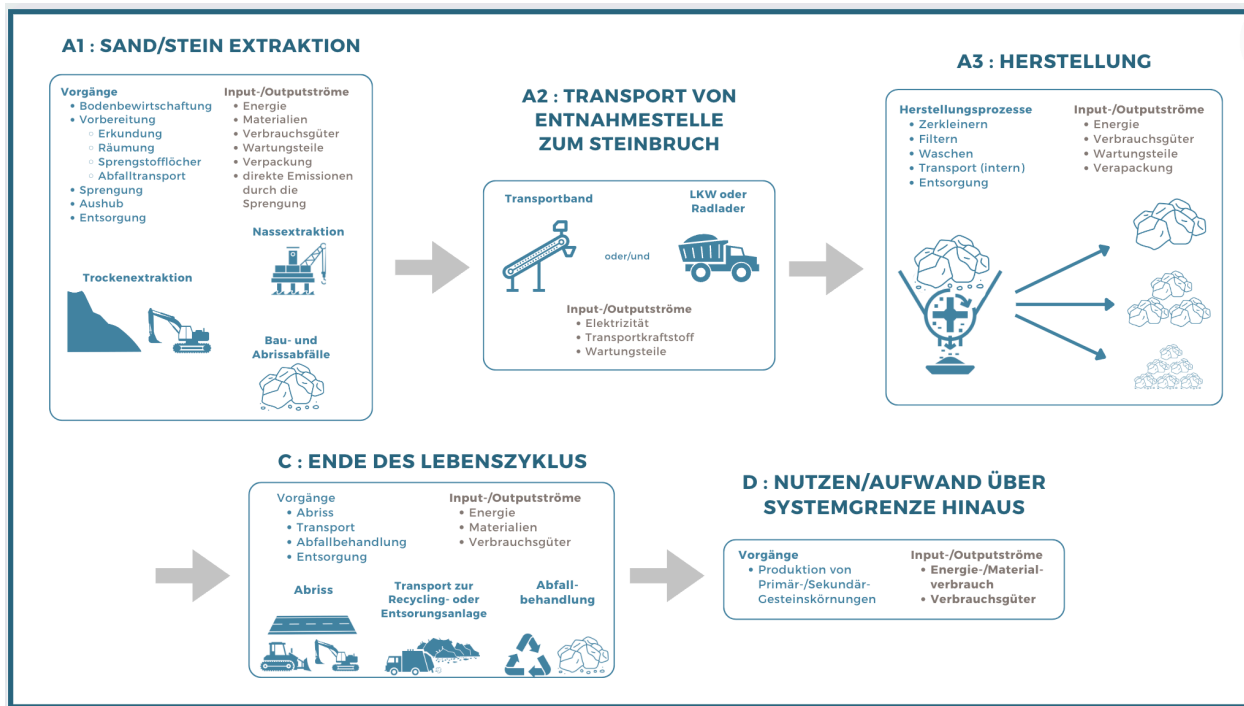 A1 : SAND/STEIN EXTRAKTION
Vorgänge
Bodenbewirtschaftung
Vorbereitung
Erkundung
Räumung
Sprengstofflöcher
Abfalltransport
Sprengung
Aushub
Entsorgung
Input-/Outputströme
Energie
Materialien
Verbrauchsgüter
Wartungsteile
Verpackung
direkte Emissionen
durch die
Sprengung
Nassextraktion
Trockenextraktion
Bau- und
Abrissabfälle
A2 : TRANSPORT VON
ENTNAHMESTELLE
ZUM STEINBRUCH
Transportband
oder/und
LKW oder
Radlader
Input-/Outputströme
Elektrizität
Transportkraftstoff
Wartungsteile
A3 : HERSTELLUNG
Herstellungsprozesse
Zerkleinern
Filtern
Waschen
Transport (intern)
Entsorgung
Input-/Outputströme
Energie
Verbrauchsgüter
Wartungsteile
Verapackung
C : ENDE DES LEBENSZYKLUS
Vorgänge
Abriss
Transport
Abfallbehandlung
Entsorgung
Input-/Outputströme
Energie
Materialien
Verbrauchsgüter
Abriss
Transport zur
Recycling- oder
Entsorungsanlage
Abfall-
behandlung
D : NUTZEN/AUFWAND ÜBER
SYSTEMGRENZE HINAUS
Vorgänge
Produktion von
Primär-/Sekundär-
Gesteinskörnungen
Input-/Outputströme
Energie-/Material-
verbrauch
Verbrauchsgüter